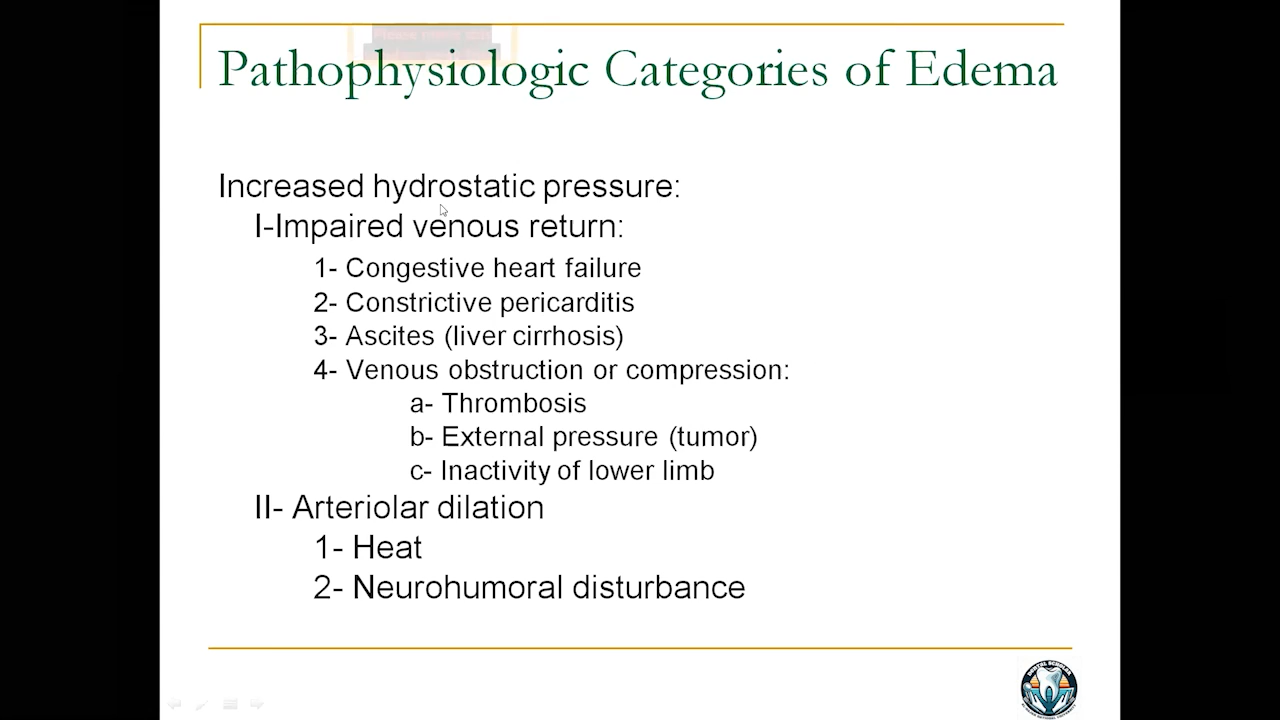 Pathophysiologic Categories of Edema
Increased hydrostatic pressure:
I-Impaired venous return:
1- Congestive heart failure
2- Constrictive pericarditis
3- Ascites (liver cirrhosis)
4- Venous obstruction or compression:
a- Thrombosis
b- External pressure (tumor)
c- Inactivity of lower limb
II- Arteriolar dilation
1- Heat
2- Neurohumoral disturbance